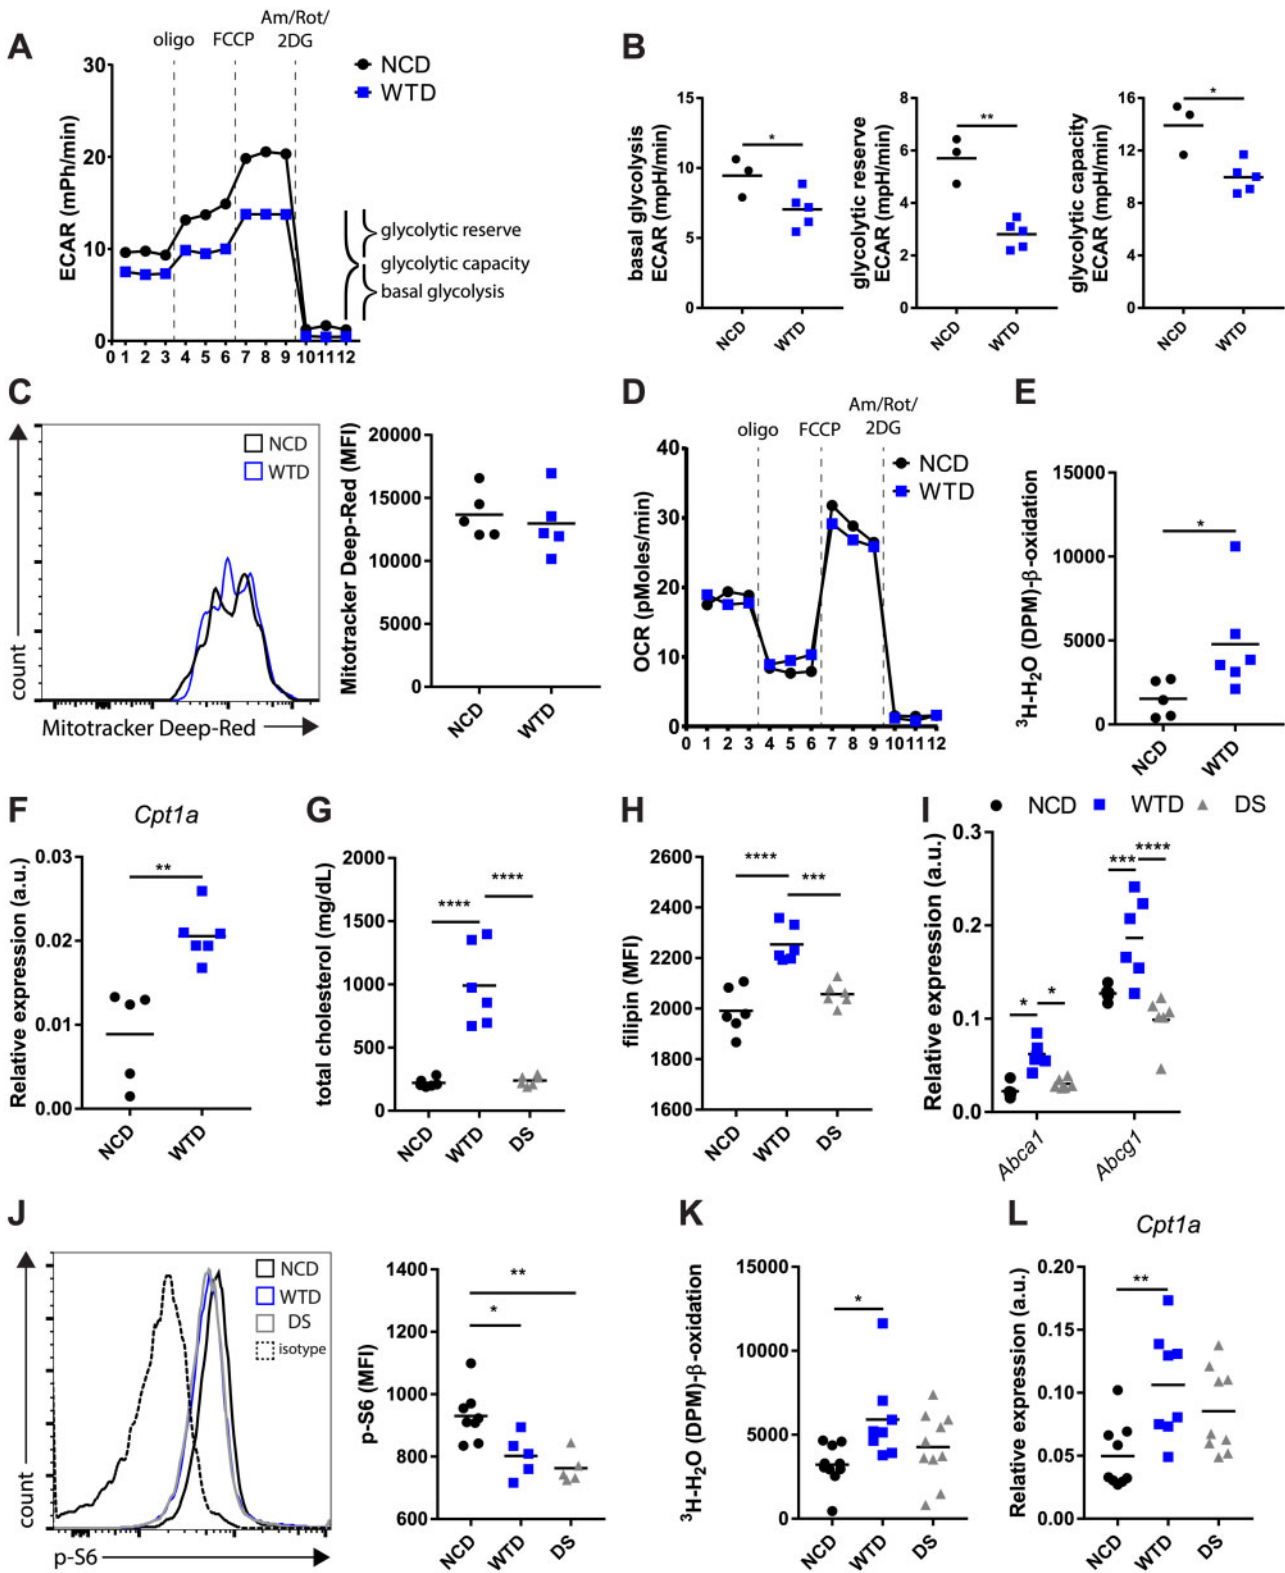 A
oligo
FCCP
Am/Rot/
2DG
NCD
WTD
ECAR (mPh/min)
30
20
10
0
0 1 2 3 4 5 6 7 8 9 10 11 12
glycolytic reserve
glycolytic capacity
basal glycolysis
B
basal glycolysis
ECAR (mpH/min)
15
10
5
0
*
NCD
WTD
glycolytic reserve
ECAR (mpH/min)
8
6
4
2
0
**
NCD
WTD
glycolytic capacity
ECAR (mpH/min)
16
12
8
4
0
*
NCD
WTD
C
count
NCD
WTD
Mitotracker Deep-Red
Mitotracker Deep-Red (MFI)
20000
15000
10000
5000
0
NCD
WTD
D
oligo
FCCP
Am/Rot/
2DG
NCD
WTD
OCR (pMoles/min)
40
30
20
10
0
0 1 2 3 4 5 6 7 8 9 10 11 12
E
³H-H₂O (DPM)-β-oxidation
15000
10000
5000
0
*
NCD
WTD
F
Cpt1a
Relative expression (a.u.)
0.03
0.02
0.01
0.00
**
NCD
WTD
G
total cholesterol (mg/dL)
2000
1500
1000
500
0
****
****
NCD
WTD
DS
H
filipin (MFI)
2600
2400
2200
2000
1800
1600
****
***
NCD
WTD
DS
I
NCD
WTD
DS
Relative expression (a.u.)
0.3
0.2
0.1
0.0
*
*
***
****
Abca1
Abcg1
J
count
NCD
WTD
DS
isotype
p-S6
p-S6 (MFI)
1400
1200
1000
800
600
**
*
NCD
WTD
DS
K
³H-H₂O (DPM)-β-oxidation
15000
10000
5000
0
*
NCD
WTD
DS
L
Cpt1a
Relative expression (a.u.)
0.20
0.15
0.10
0.05
0.00
**
NCD
WTD
DS